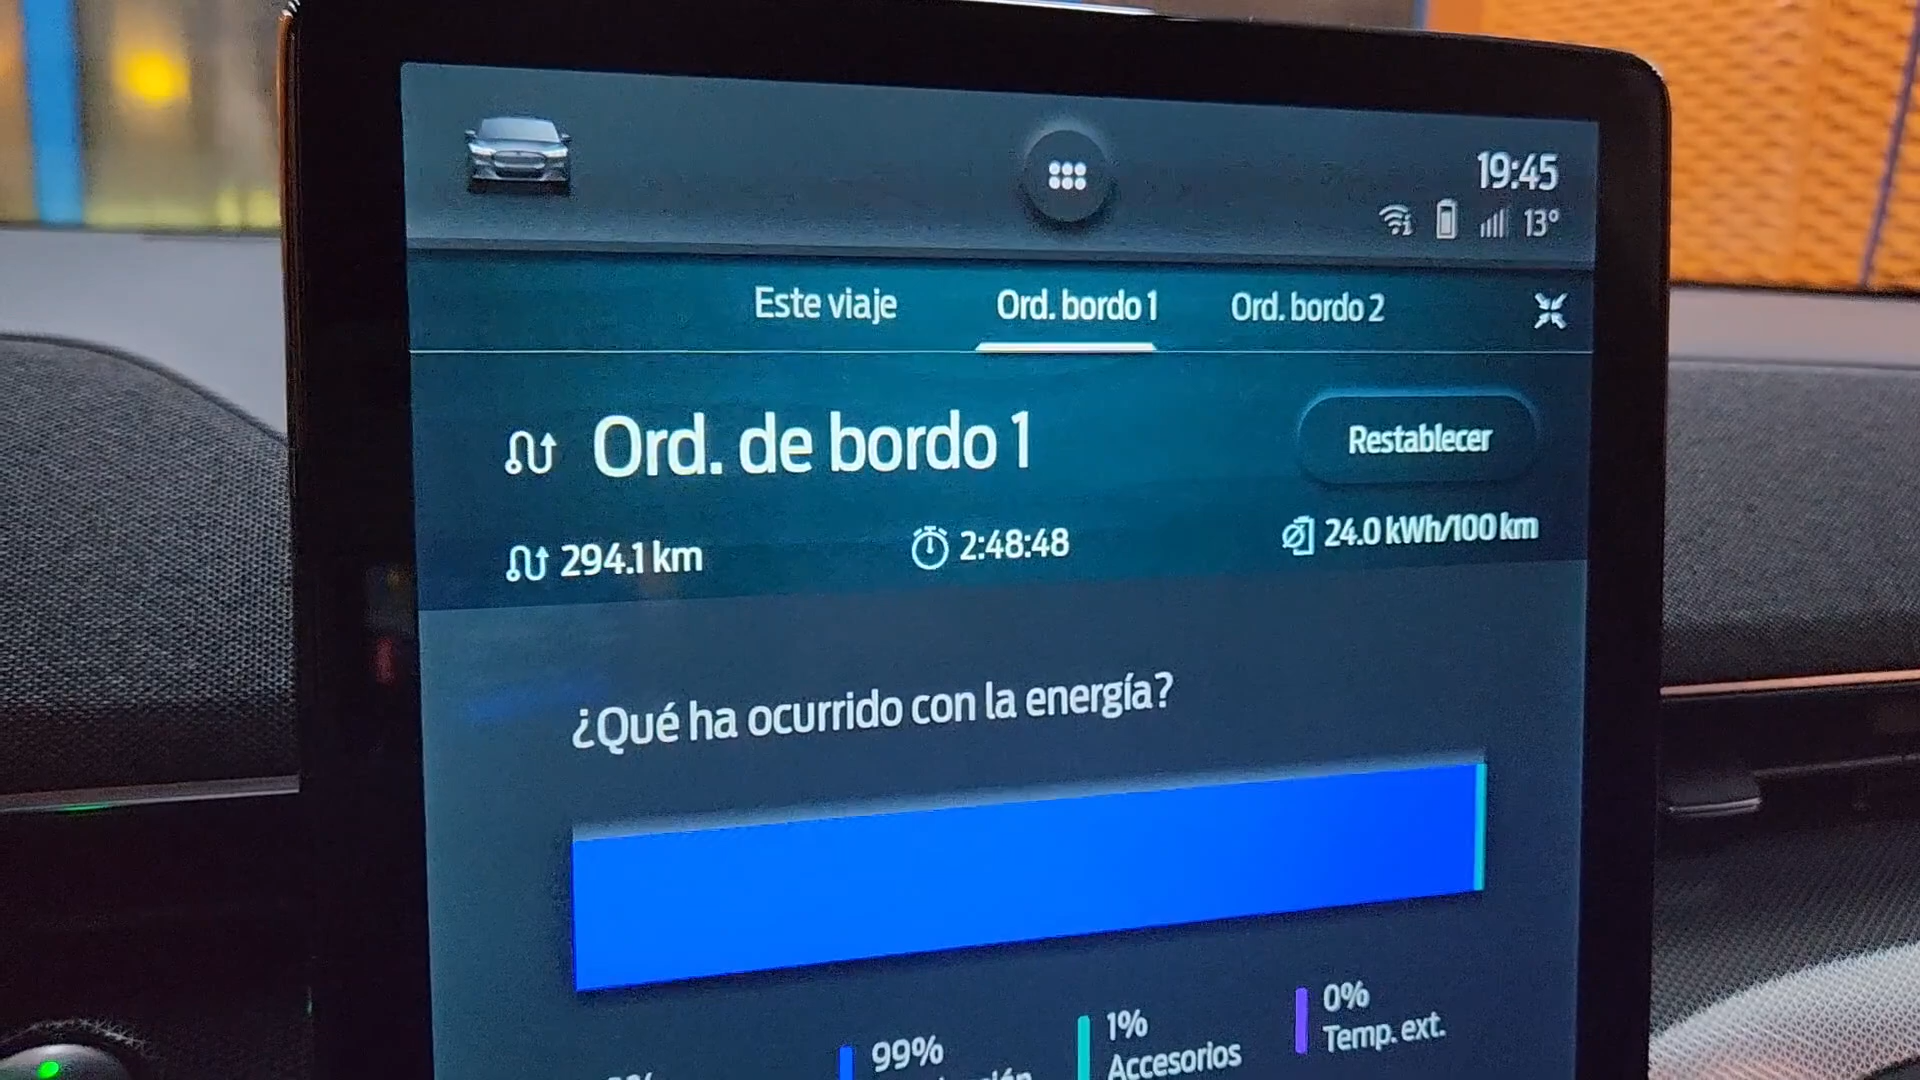 19:45
13°
Este viaje
Ord. bordo 1
Ord. bordo 2
Ord. de bordo 1
Restablecer
294.1 km
2:48:48
24.0 kWh/100 km
¿Qué ha ocurrido con la energía?
99%
1%
Accesorios
0%
Temp. ext.